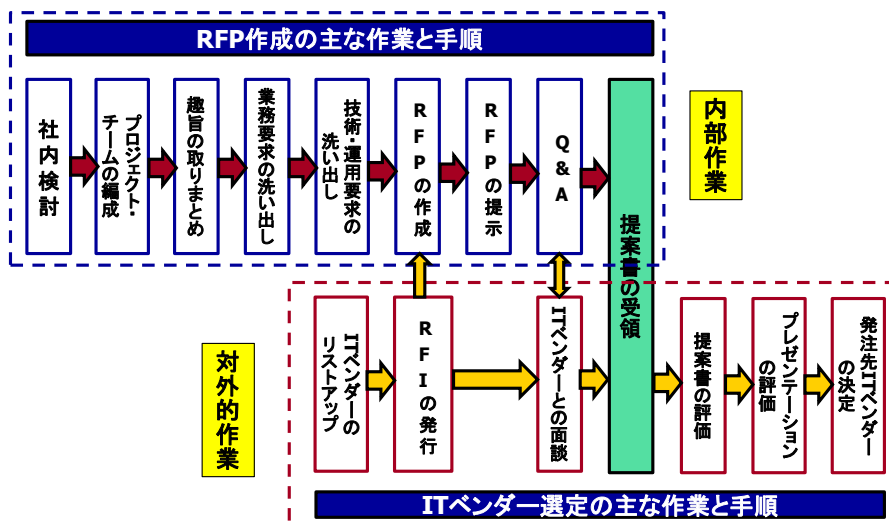 RFP作成の主な作業と手順
社内検討
プロジェクト・
チームの編成
趣旨の取りまとめ
業務要求の洗い出し
技術・運用要求の
洗い出し
RFPの作成
RFPの提示
Q&A
提案書の受領
内部作業
対外的作業
ITベンダーの
リストアップ
RFIの発行
ITベンダーとの面談
提案書の評価
プレゼンテーション
の評価
発注先ITベンダー
の決定
ITベンダー選定の主な作業と手順